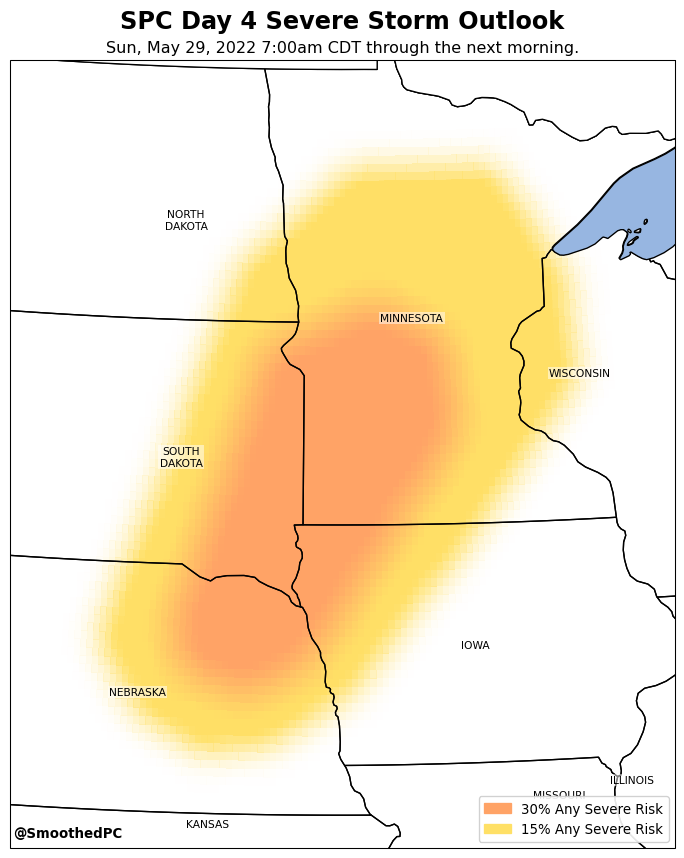 SPC Day 4 Severe Storm Outlook
Sun, May 29, 2022 7:00am CDT through the next morning.
NORTH
DAKOTA
MINNESOTA
WISCONSIN
SOUTH
DAKOTA
IOWA
NEBRASKA
ILLINOIS
MISSOURI
KANSAS
30% Any Severe Risk
15% Any Severe Risk
@SmoothedPC